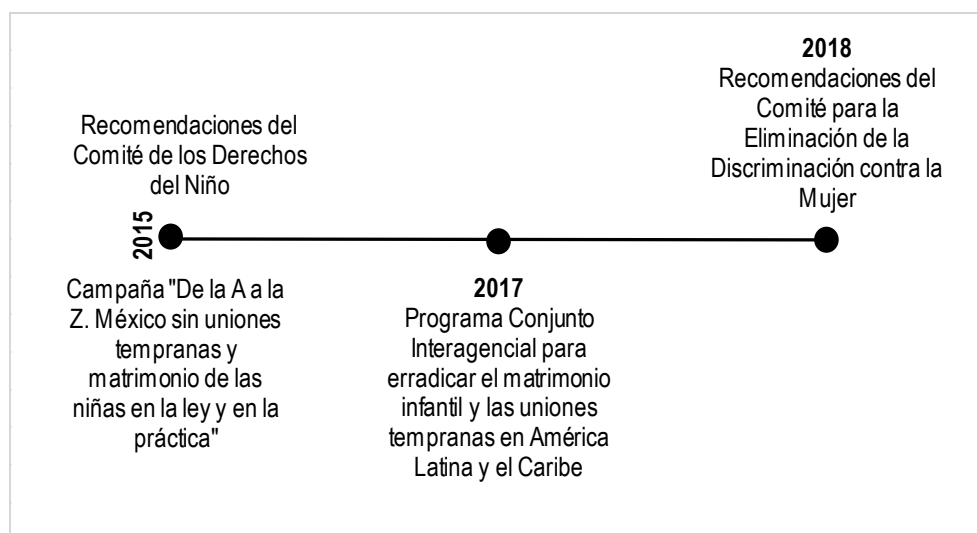 Recomendaciones del
Comité de los Derechos
del Niño
2015
Campaña "De la A a la
Z. México sin uniones
tempranas y
matrimonio de las
niñas en la ley y en la
práctica"
2017
Programa Conjunto
Interagencial para
erradicar el matrimonio
infantil y las uniones
tempranas en América
Latina y el Caribe
2018
Recomendaciones del
Comité para la
Eliminación de la
Discriminación contra la
Mujer